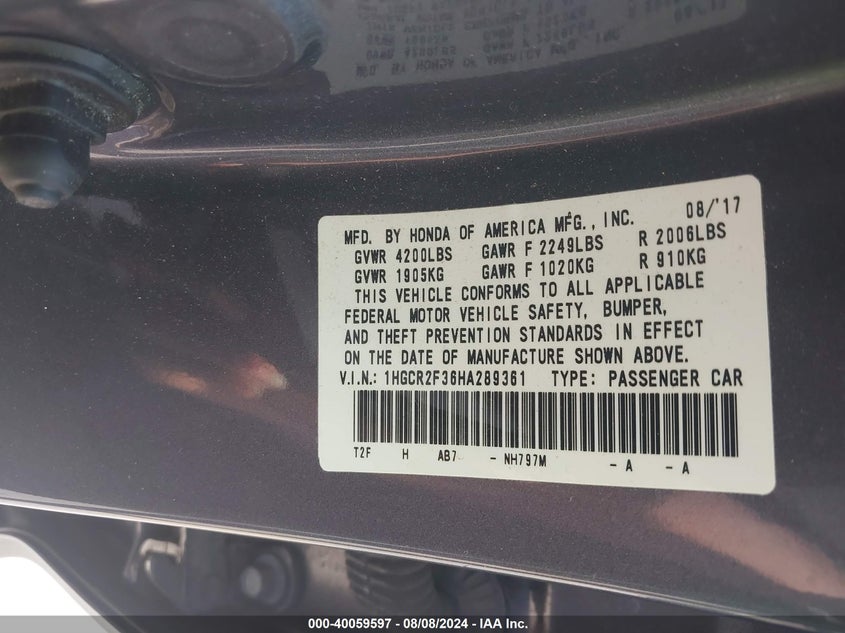 MFD. BY HONDA OF AMERICA MFG., INC. 08/'17
GVWR 4200LBS GAWR F 2249LBS R 2006LBS
GVWR 1905KG GAWR F 1020KG R 910KG
THIS VEHICLE CONFORMS TO ALL APPLICABLE
FEDERAL MOTOR VEHICLE SAFETY, BUMPER,
AND THEFT PREVENTION STANDARDS IN EFFECT
ON THE DATE OF MANUFACTURE SHOWN ABOVE.
V.I.N.: 1HGCR2F36HA289361 TYPE: PASSENGER CAR
T2F H AB7 - NH797M - A - A
000-40059597 - 08/08/2024 - IAA Inc.